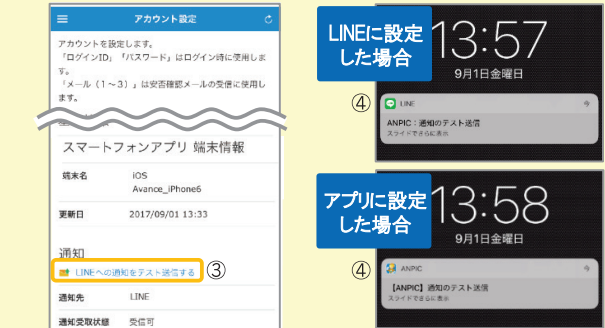 アカウント設定
アカウントを設定します。
「ログインID」「パスワード」はログイン時に使用しま
す。
「メール（1～3）」は安否確認メールの受信に使用し
ます。
スマートフォンアプリ 端末情報
端末名
iOS
Avance_iPhone6
更新日
2017/09/01 13:33
通知
LINEへの通知をテスト送信する
③
通知先
LINE
通知受取状態
受信可
LINEに設定
した場合
13:57
9月1日金曜日
④
LINE
今
ANPIC：通知のテスト送信
スライドでさらに表示
アプリに設定
した場合
13:58
9月1日金曜日
④
ANPIC
今
【ANPIC】通知のテスト送信
スライドでさらに表示